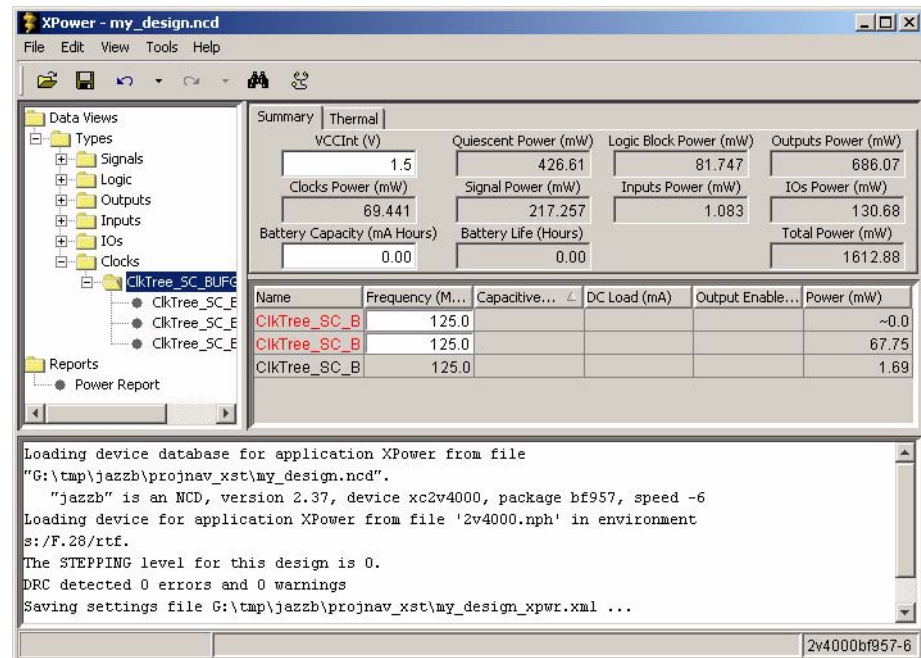 XPower - my_design.ncd
File Edit View Tools Help
Data Views
Types
Signals
Logic
Outputs
Inputs
IOs
Clocks
ClkTree_SC_BUFG
ClkTree_SC_E
ClkTree_SC_E
ClkTree_SC_E
Reports
Power Report
Summary Thermal
VCCInt (V) Quiescent Power (mW) Logic Block Power (mW) Outputs Power (mW)
1.5 426.61 81.747 686.07
Clocks Power (mW) Signal Power (mW) Inputs Power (mW) IOs Power (mW)
69.441 217.257 1.083 130.68
Battery Capacity (mA Hours) Battery Life (Hours) Total Power (mW)
0.00 0.00 1612.88
Name Frequency (M... Capacitive... DC Load (mA) Output Enable... Power (mW)
ClkTree_SC_B 125.0 ~0.0
ClkTree_SC_B 125.0 67.75
ClkTree_SC_B 125.0 1.69
Loading device database for application XPower from file
"G:\tmp\jazzb\projnav_xst\my_design.ncd".
"jazzb" is an NCD, version 2.37, device xc2v4000, package bf957, speed -6
Loading device for application XPower from file '2v4000.nph' in environment
s:/F.28/rtf.
The STEPPING level for this design is 0.
DRC detected 0 errors and 0 warnings
Saving settings file G:\tmp\jazzb\projnav_xst\my_design_xpwr.xml ...
2v4000bf957-6